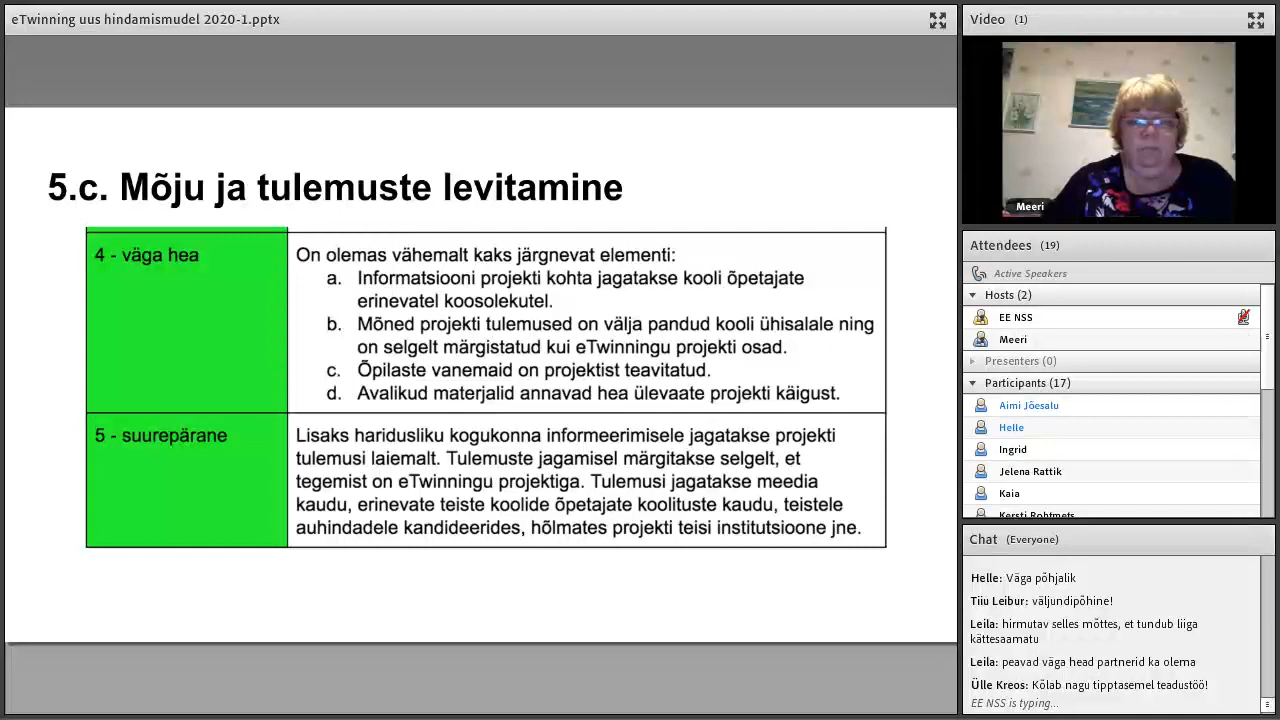 eTwinning uus hindamismudel 2020-1.pptx
5.c. Mõju ja tulemuste levitamine
4 - väga hea
On olemas vähemalt kaks järgnevat elementi:
a. Informatsiooni projekti kohta jagatakse kooli õpetajate
erinevatel koosolekutel.
b. Mõned projekti tulemused on välja pandud kooli ühisalale ning
on selgelt märgistatud kui eTwinningu projekti osad.
c. Õpilaste vanemaid on projektist teavitatud.
d. Avalikud materjalid annavad hea ülevaate projekti käigust.
5 - suurepärane
Lisaks haridusliku kogukonna informeerimisele jagatakse projekti
tulemusi laiemalt. Tulemuste jagamisel märgitakse selgelt, et
tegemist on eTwinningu projektiga. Tulemusi jagatakse meedia
kaudu, erinevate teiste koolide õpetajate koolituste kaudu, teistele
auhindadele kandideerides, hõlmates projekti teisi institutsioone jne.
Video (1)
Meeri
Attendees (19)
Active Speakers
Hosts (2)
EE NSS
Meeri
Presenters (0)
Participants (17)
Aimi Jõesalu
Helle
Ingrid
Jelena Rattik
Kaia
Kersti Rohtmets
Chat (Everyone)
Helle: Väga põhjalik
Tiiu Leibur: väljundipõhine!
Leila: hirmutav selles mõttes, et tundub liiga
kättesaamatu
Leila: peavad väga head partnerid ka olema
Ülle Kreos: Kõlab nagu tipptasemel teadustöö!
EE NSS is typing...